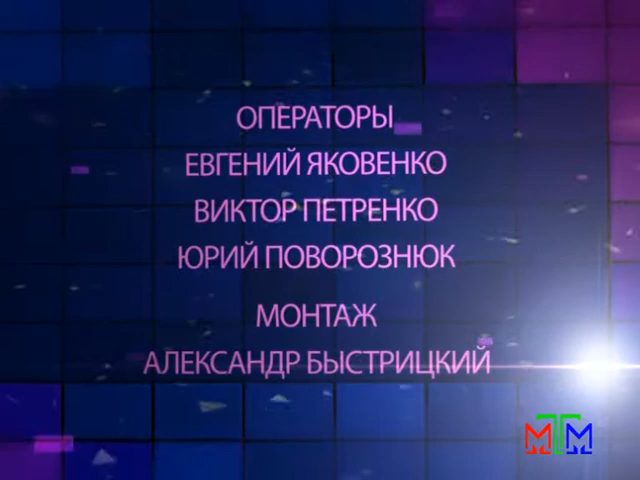 ОПЕРАТОРЫ
ЕВГЕНИЙ ЯКОВЕНКО
ВИКТОР ПЕТРЕНКО
ЮРИЙ ПОВОРОЗНЮК
МОНТАЖ
АЛЕКСАНДР БЫСТРИЦКИЙ
МТМ